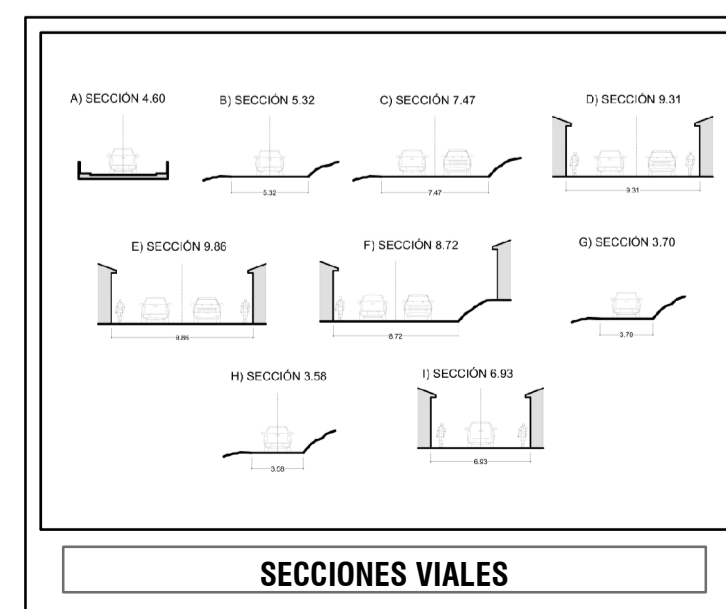 A) SECCIÓN 4.60
B) SECCIÓN 5.32
C) SECCIÓN 7.47
D) SECCIÓN 9.31
5.32
7.47
9.31
E) SECCIÓN 9.86
F) SECCIÓN 8.72
G) SECCIÓN 3.70
9.86
8.72
3.70
H) SECCIÓN 3.58
I) SECCIÓN 6.93
3.58
6.93
SECCIONES VIALES